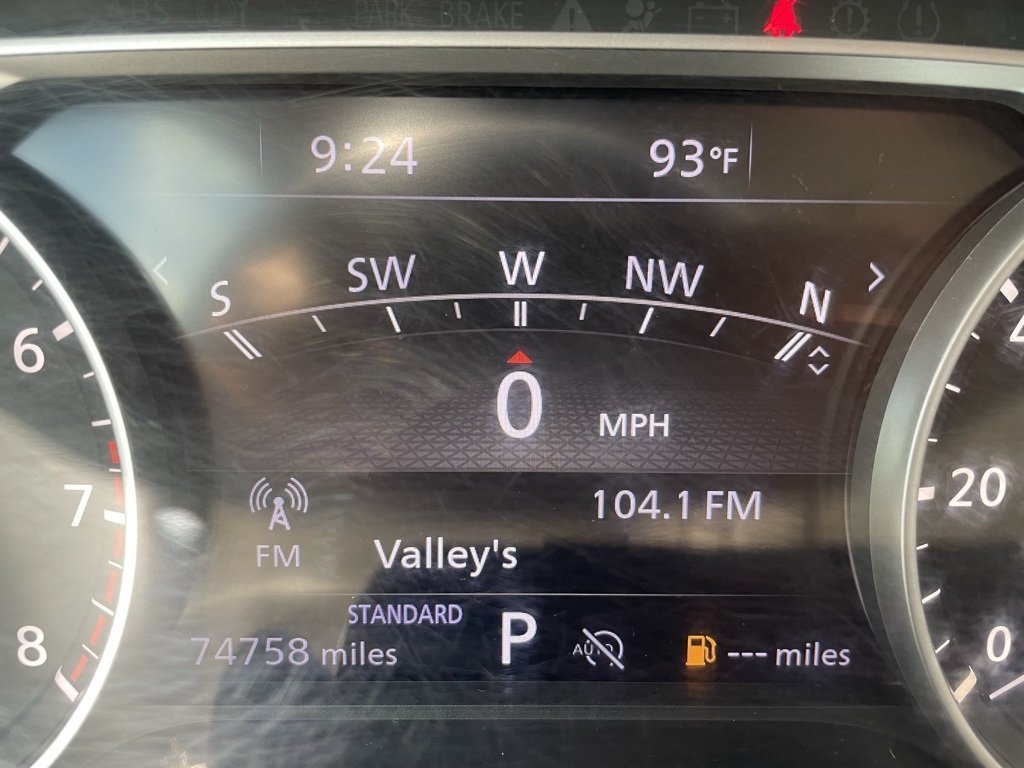 ABS PARK BRAKE
9:24 93°F
S SW W NW N
0 MPH
6
7
8
20
0
104.1 FM
FM Valley's
STANDARD
74758 miles P AUTO --- miles